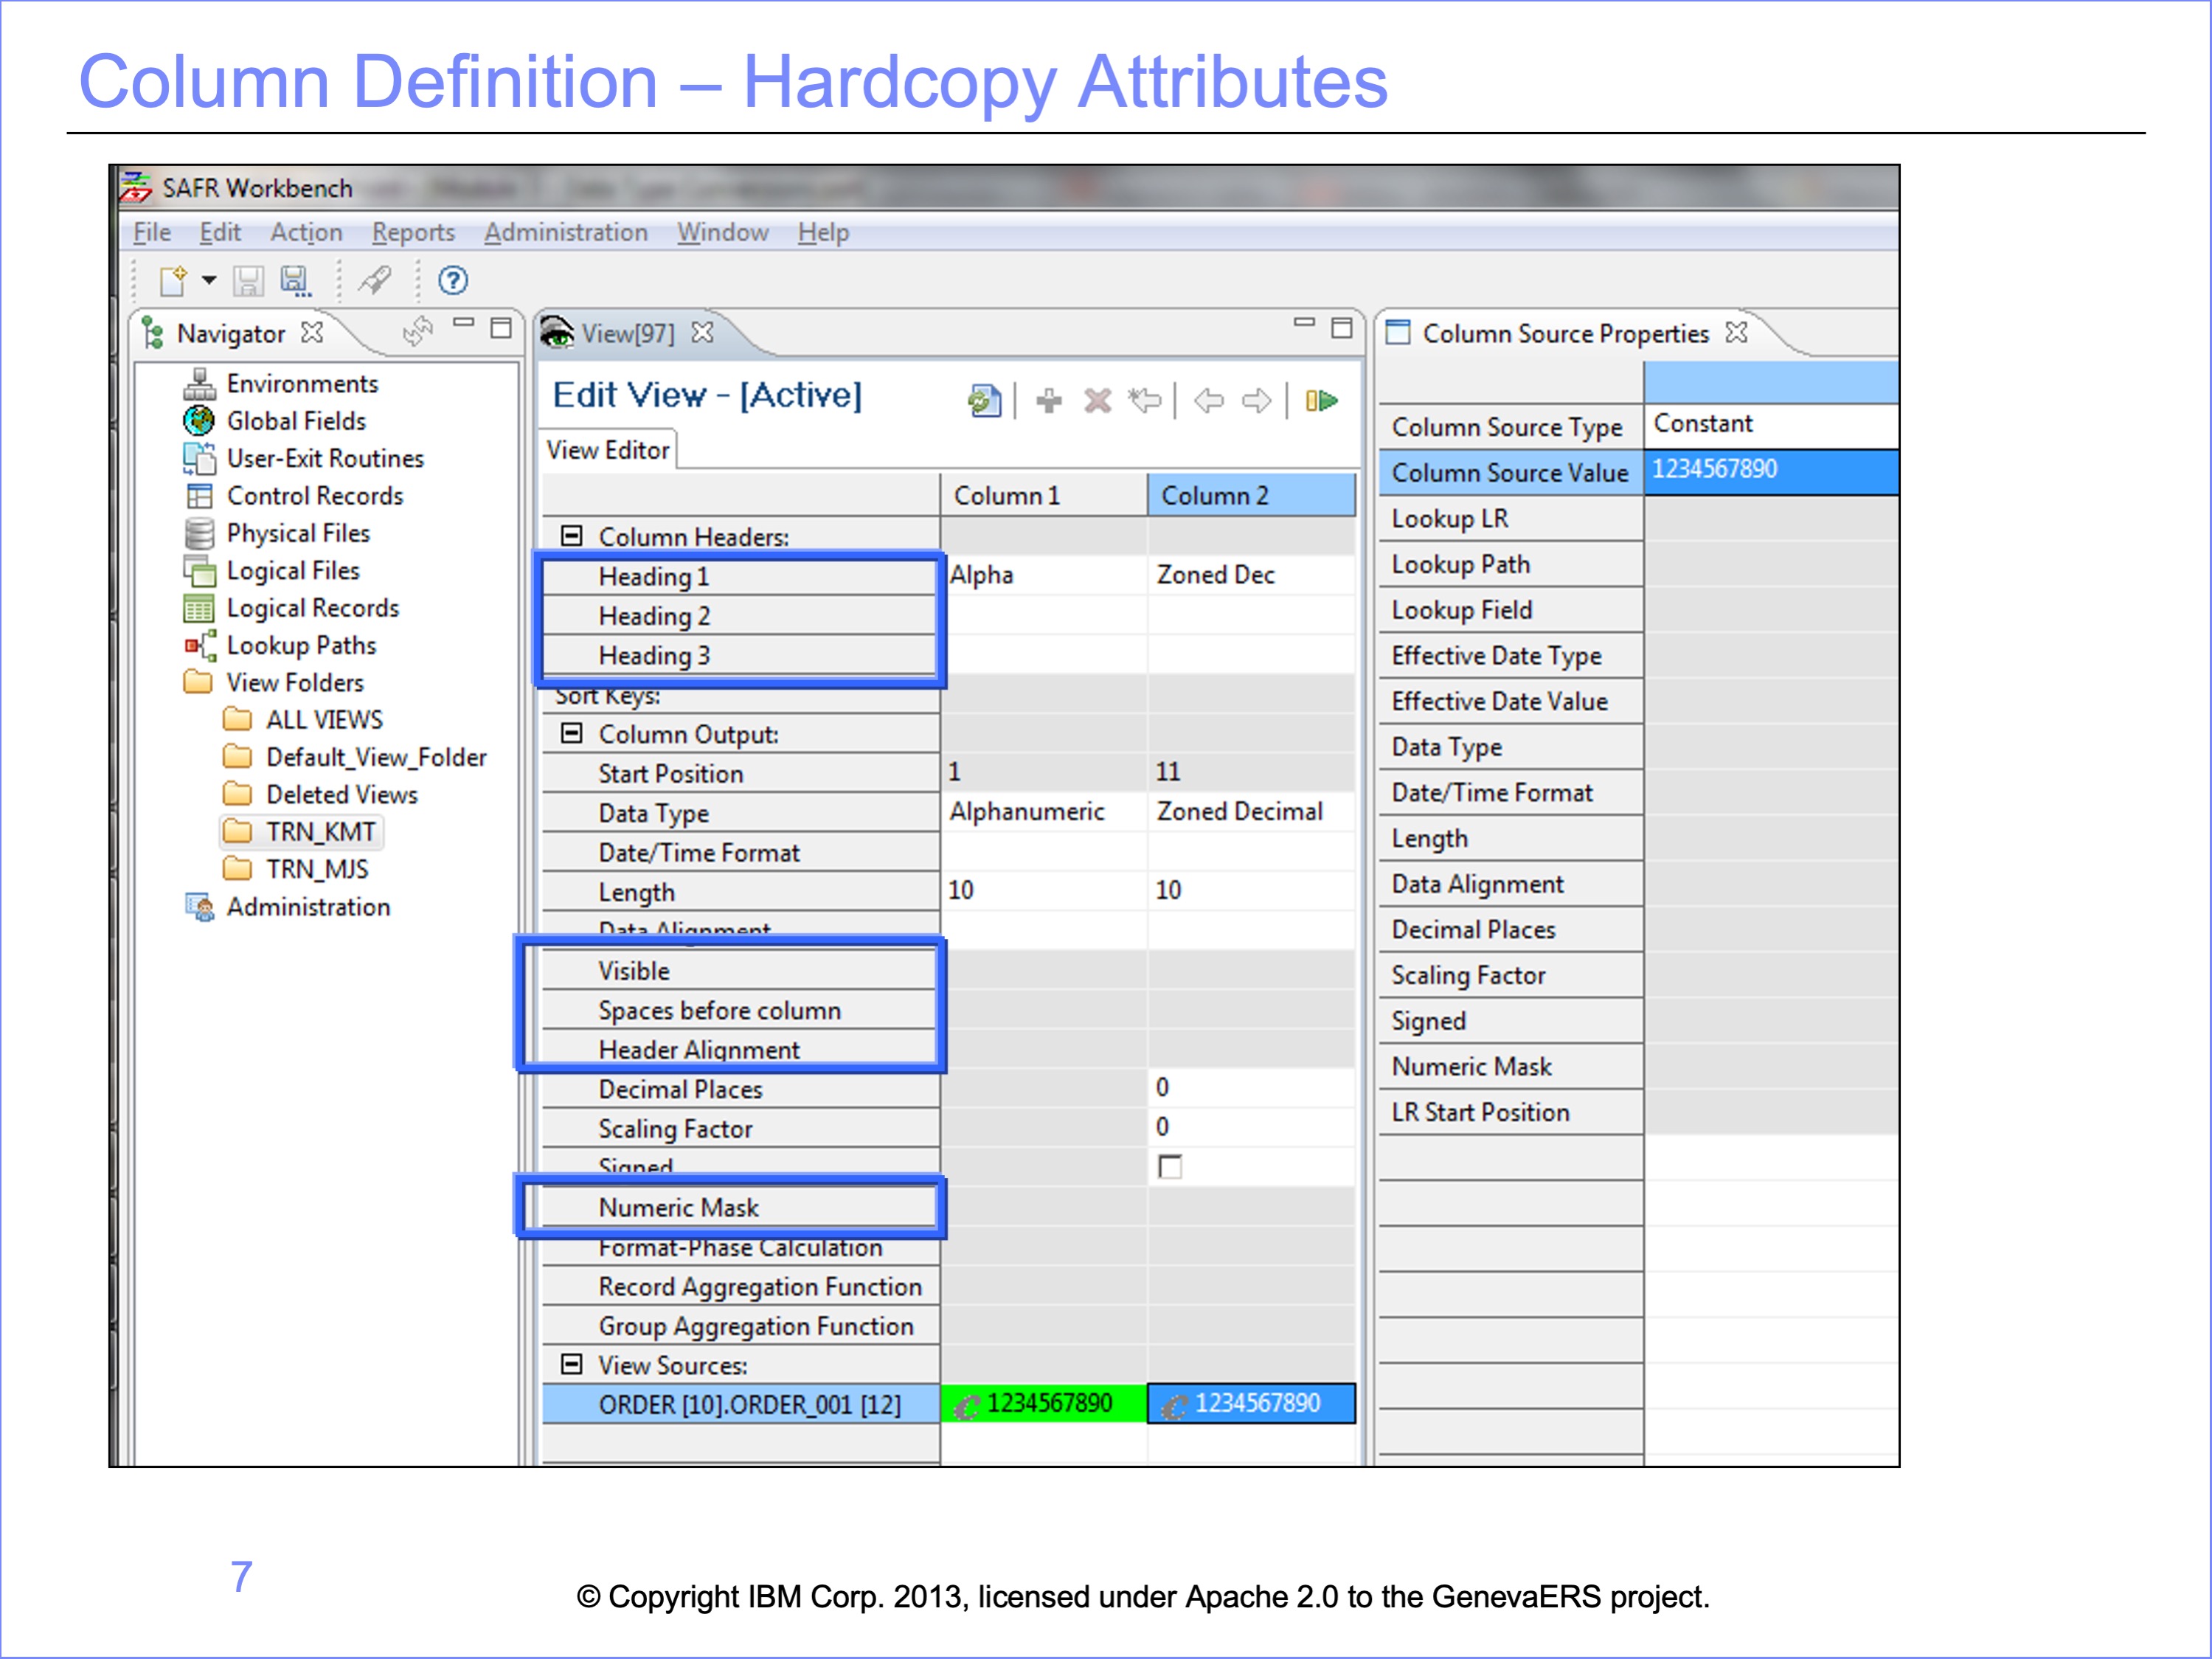 Column Definition – Hardcopy Attributes
SAFR Workbench
File Edit Action Reports Administration Window Help
Navigator
Environments
Global Fields
User-Exit Routines
Control Records
Physical Files
Logical Files
Logical Records
Lookup Paths
View Folders
ALL VIEWS
Default_View_Folder
Deleted Views
TRN_KMT
TRN_MJS
Administration
View[97]
Edit View - [Active]
View Editor
Column 1 Column 2
Column Headers:
Heading 1 Alpha Zoned Dec
Heading 2
Heading 3
Sort Keys:
Column Output:
Start Position 1 11
Data Type Alphanumeric Zoned Decimal
Date/Time Format
Length 10 10
Data Alignment
Visible
Spaces before column
Header Alignment
Decimal Places 0
Scaling Factor 0
Signed
Numeric Mask
Format-Phase Calculation
Record Aggregation Function
Group Aggregation Function
View Sources:
ORDER [10].ORDER_001 [12] 1234567890 1234567890
Column Source Properties
Column Source Type Constant
Column Source Value 1234567890
Lookup LR
Lookup Path
Lookup Field
Effective Date Type
Effective Date Value
Data Type
Date/Time Format
Length
Data Alignment
Decimal Places
Scaling Factor
Signed
Numeric Mask
LR Start Position
7
© Copyright IBM Corp. 2013, licensed under Apache 2.0 to the GenevaERS project.